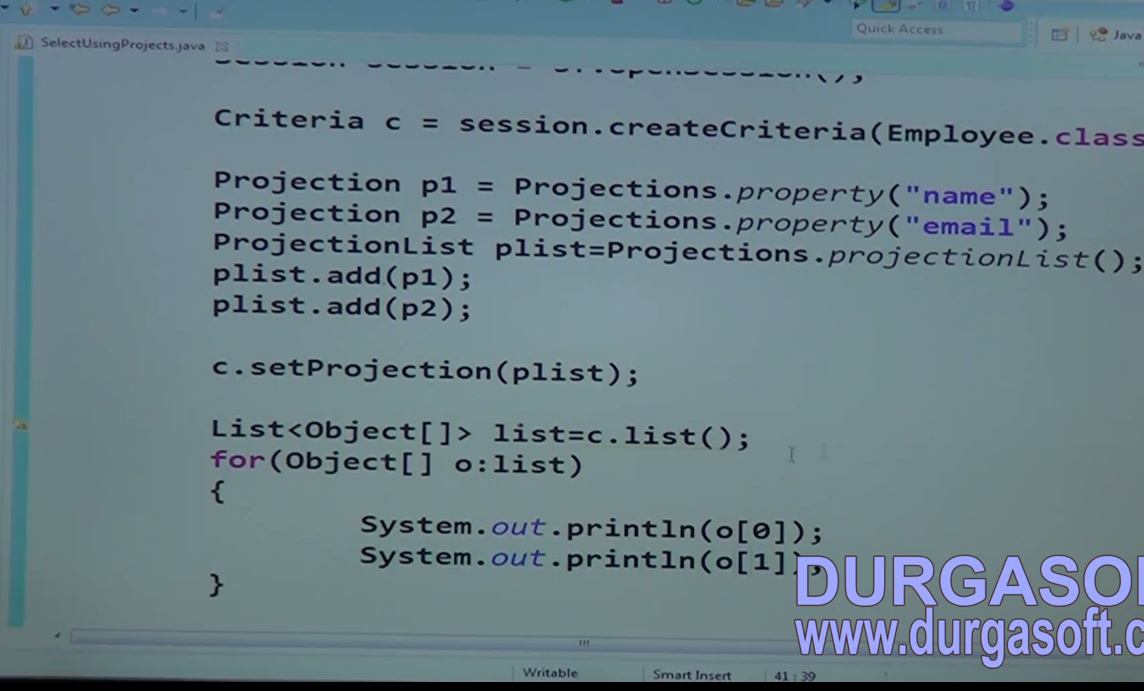 Quick Access
Java
SelectUsingProjects.java
Criteria c = session.createCriteria(Employee.class
Projection p1 = Projections.property("name");
Projection p2 = Projections.property("email");
ProjectionList plist=Projections.projectionList();
plist.add(p1);
plist.add(p2);
c.setProjection(plist);
List<Object[]> list=c.list();
for(Object[] o:list)
{
System.out.println(o[0]);
System.out.println(o[1]);
}
DURGASO
www.durgasoft.c
Writable
Smart Insert
41 : 39